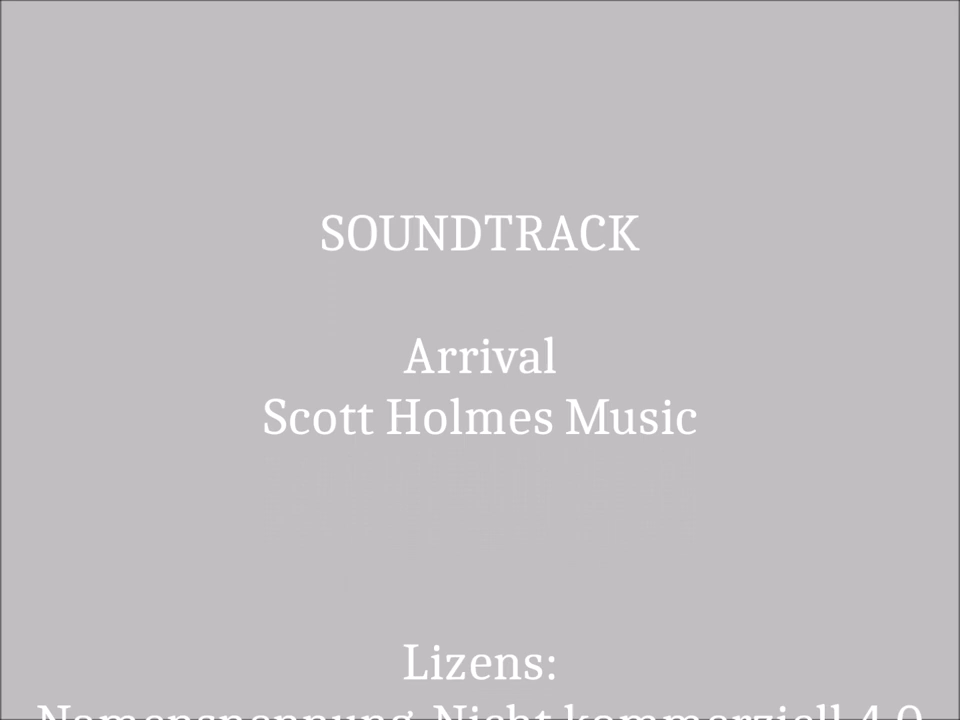 SOUNDTRACK
Arrival
Scott Holmes Music
Lizens:
Namensnennung-Nicht kommerziell 4.0